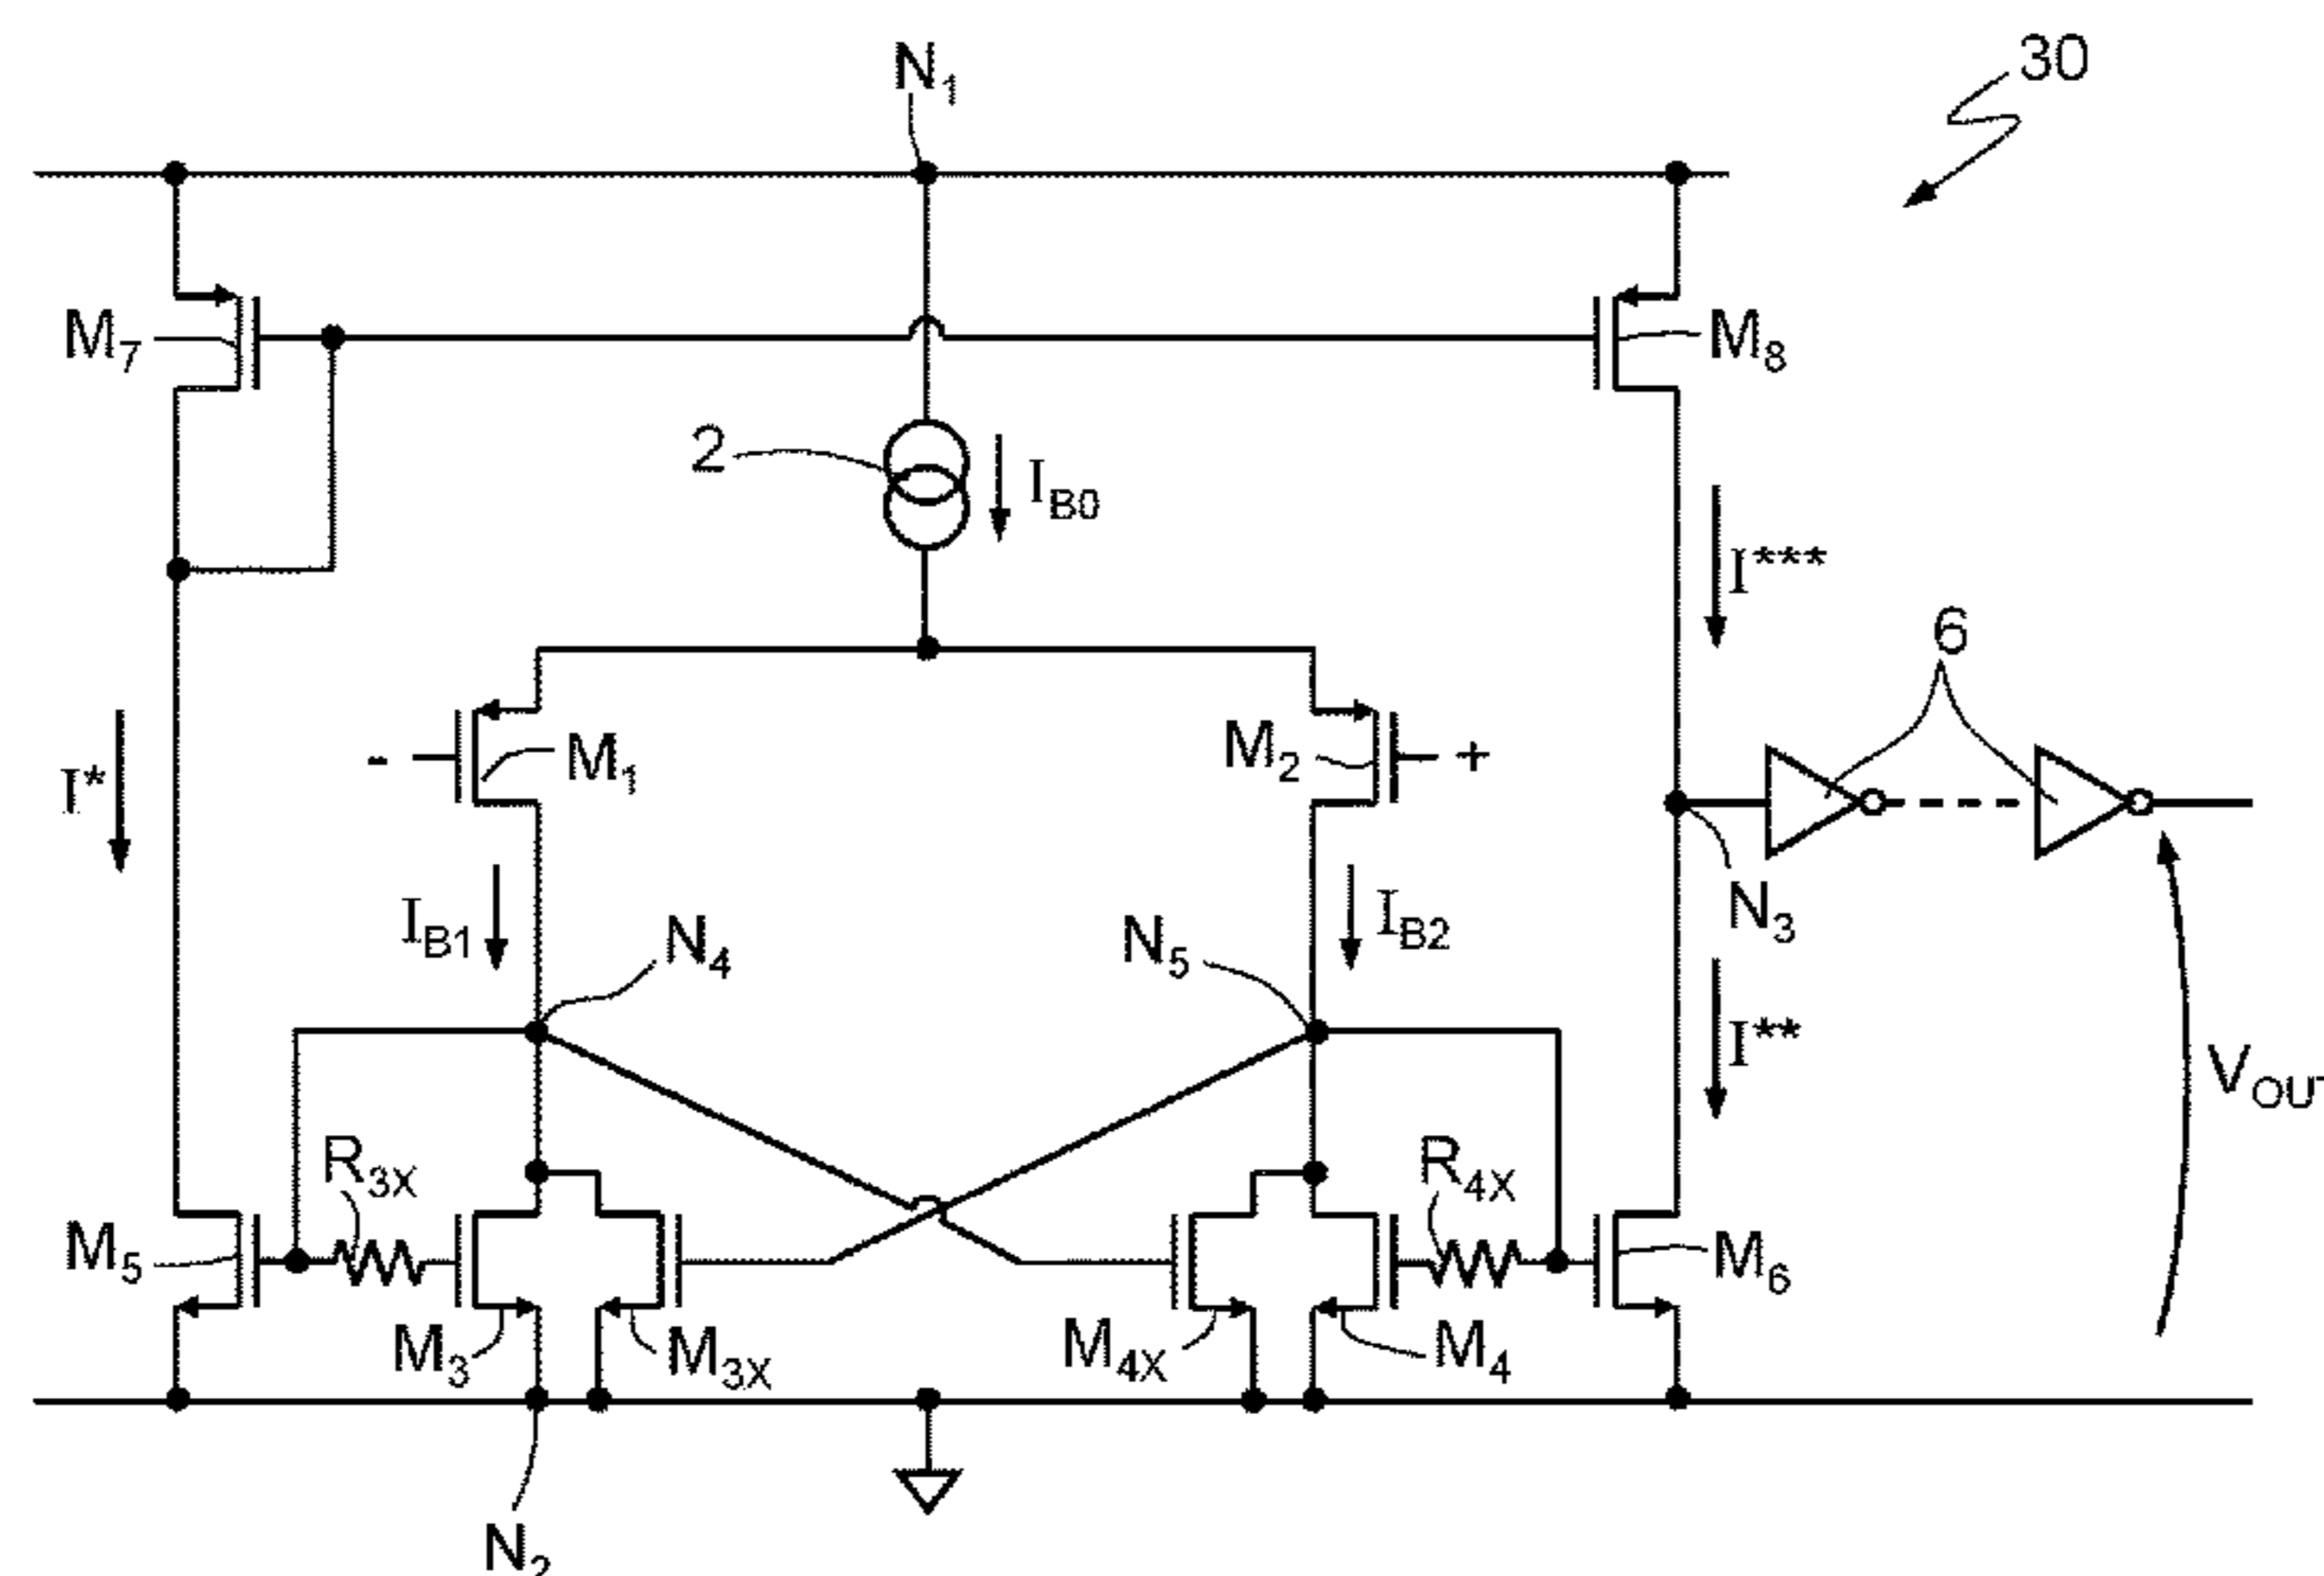 N1
30
M7
M8
2
IB0
I***
6
I*
-
M1
M2
+
IB1
N4
N5
IB2
N3
I**
VOUT
R3X
R4X
M5
M6
M3
M3X
M4X
M4
N2